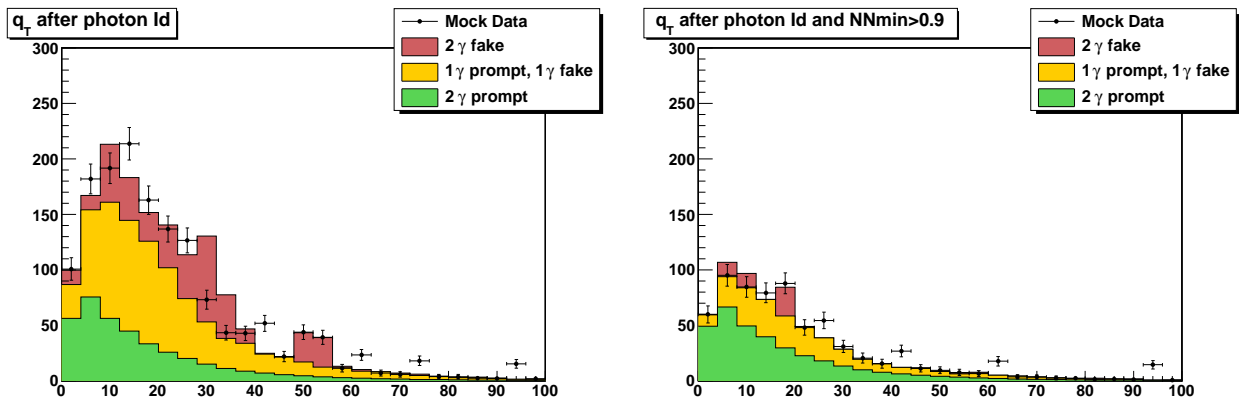 q_T after photon Id
Mock Data
2 γ fake
1 γ prompt, 1 γ fake
2 γ prompt
300
250
200
150
100
50
0
0 10 20 30 40 50 60 70 80 90 100
q_T after photon Id and NNmin>0.9
Mock Data
2 γ fake
1 γ prompt, 1 γ fake
2 γ prompt
300
250
200
150
100
50
0
0 10 20 30 40 50 60 70 80 90 100